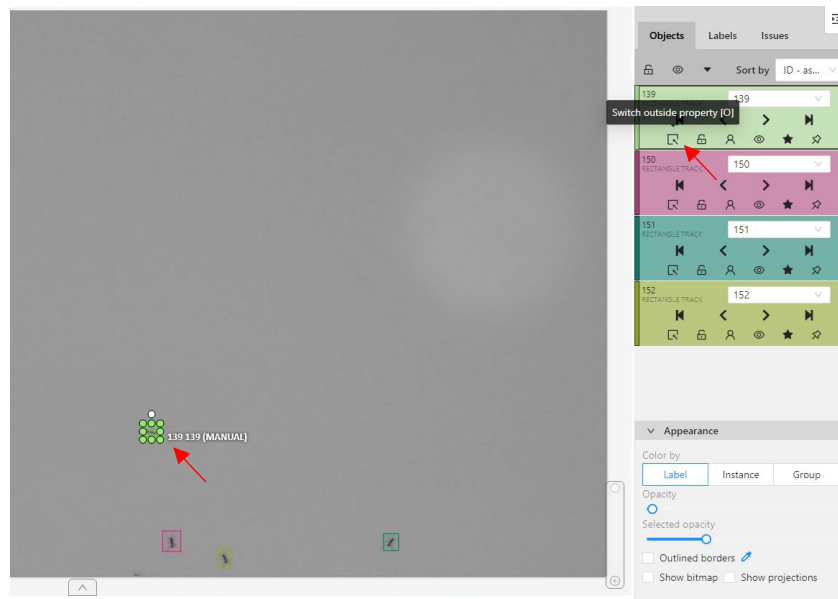 Objects Labels Issues
Sort by ID - as...
139 139
Switch outside property [O]
150 150
RECTANGLE TRACK
151 151
RECTANGLE TRACK
152 152
RECTANGLE TRACK
139 139 (MANUAL)
Appearance
Color by
Label Instance Group
Opacity
Selected opacity
Outlined borders
Show bitmap Show projections